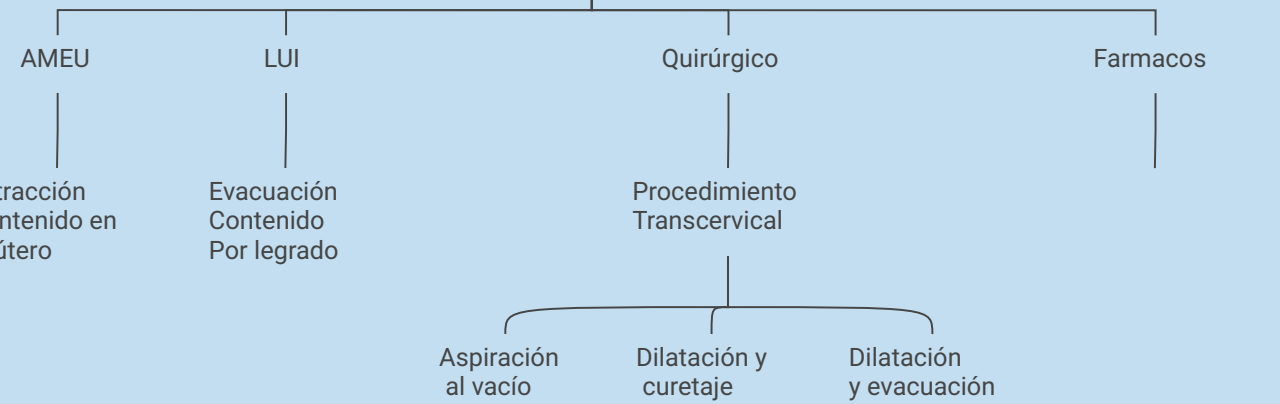 AMEU
LUI
Quirúrgico
Farmacos
tracción
ntenido en
útero
Evacuación
Contenido
Por legrado
Procedimiento
Transcervical
Aspiración
al vacío
Dilatación y
curetaje
Dilatación
y evacuación